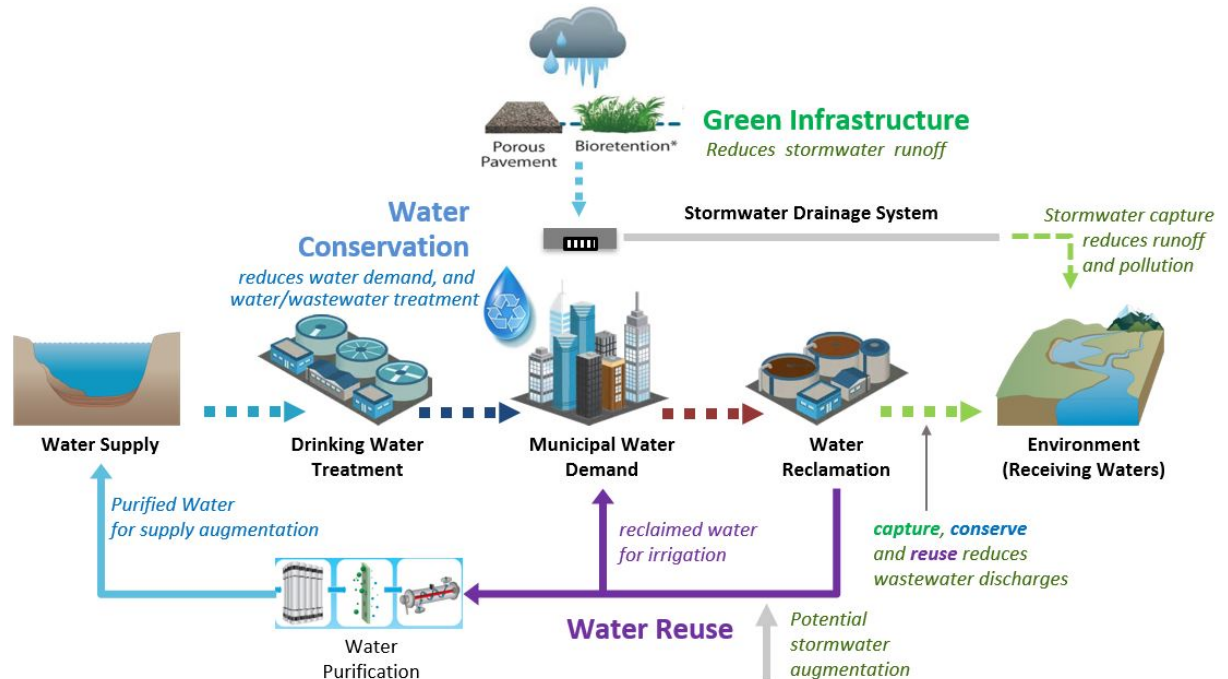 Porous
Pavement
Bioretention*
Green Infrastructure
Reduces stormwater runoff
Water
Conservation
reduces water demand, and
water/wastewater treatment
Stormwater Drainage System
Stormwater capture
reduces runoff
and pollution
Water Supply
Drinking Water
Treatment
Municipal Water
Demand
Water
Reclamation
Environment
(Receiving Waters)
Purified Water
for supply augmentation
reclaimed water
for irrigation
capture, conserve
and reuse reduces
wastewater discharges
Water Reuse
Water
Purification
Potential
stormwater
augmentation